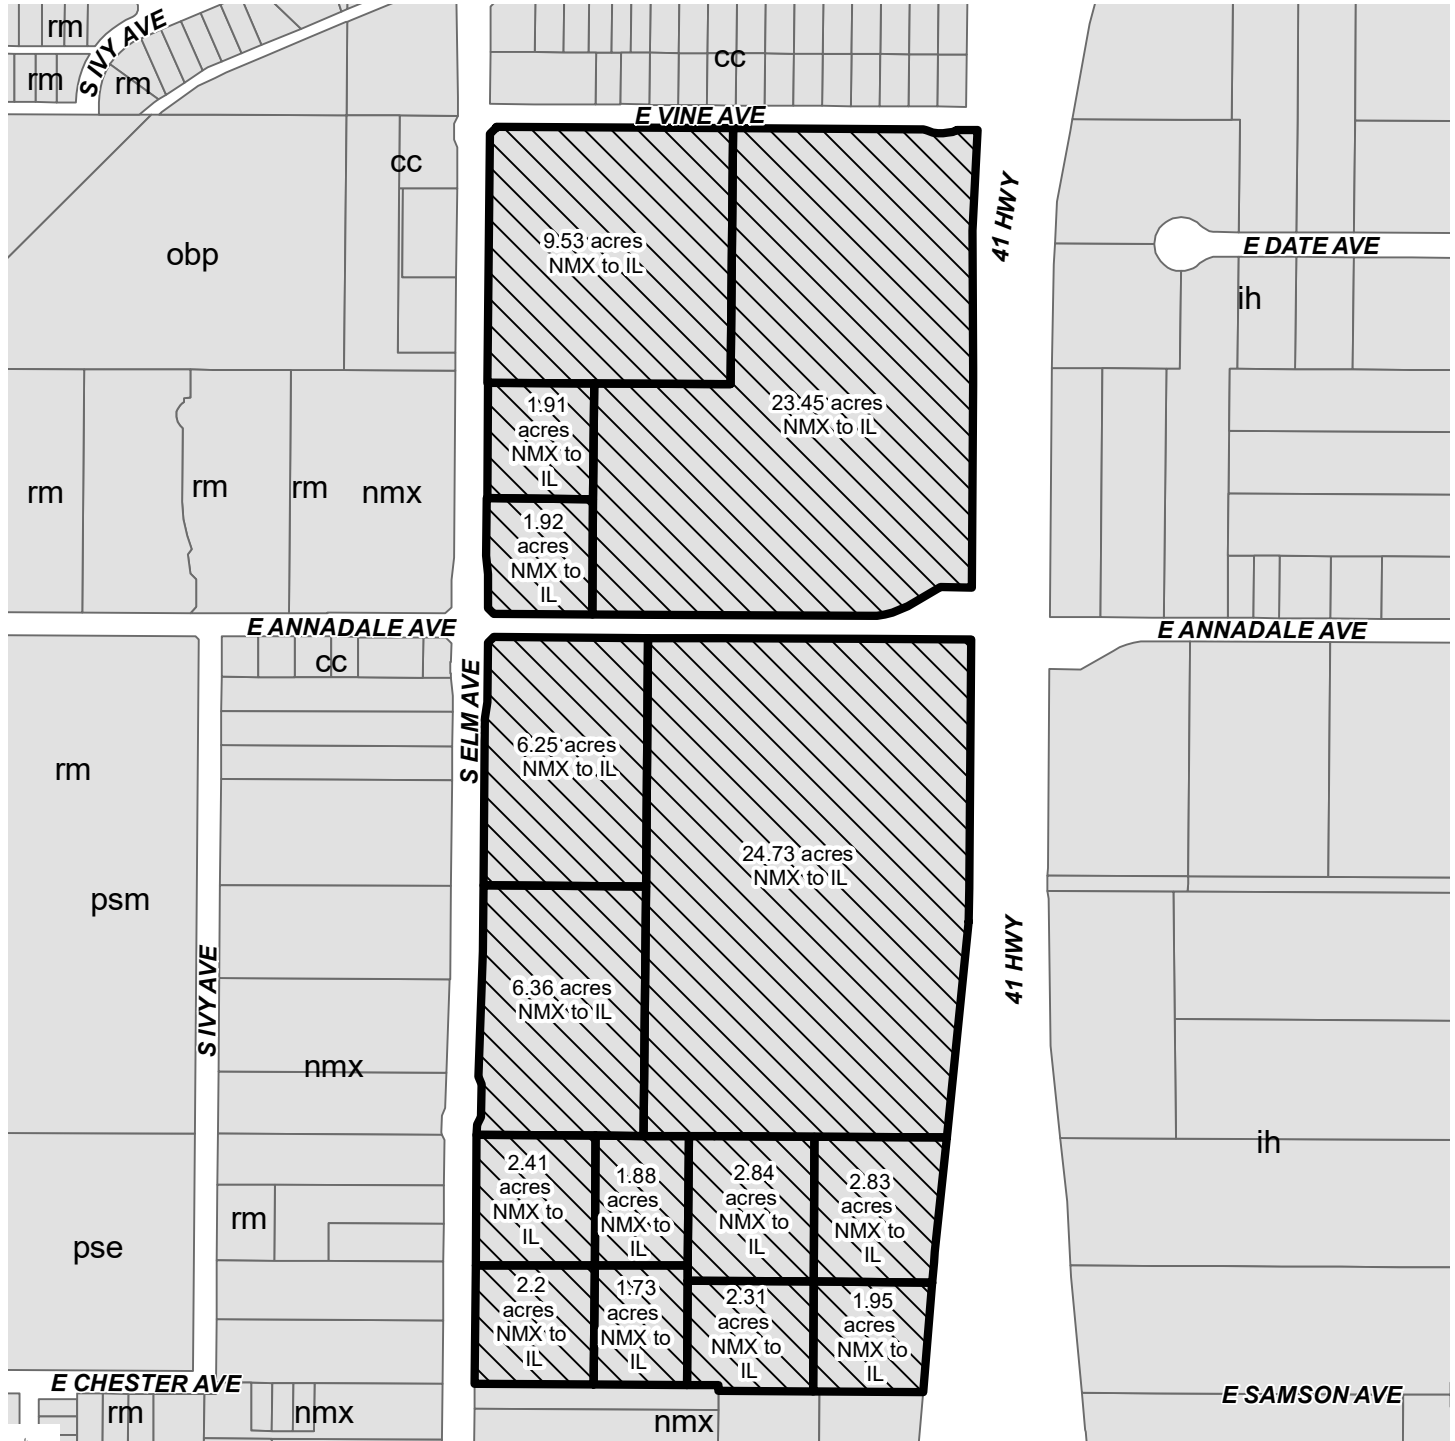 rm
S IVY AVE
rm
rm
cc
E VINE AVE
cc
41 HWY
obp
9.53 acres
NMX to IL
E DATE AVE
ih
23.45 acres
NMX to IL
1.91
acres
NMX to
IL
rm
rm
rm
nmx
1.92
acres
NMX to
IL
E ANNADALE AVE
E ANNADALE AVE
cc
S ELM AVE
6.25 acres
NMX to IL
rm
24.73 acres
NMX to IL
psm
41 HWY
S IVY AVE
6.36 acres
NMX to IL
nmx
ih
2.41
acres
NMX to
IL
1.88
acres
NMX to
IL
2.84
acres
NMX to
IL
2.83
acres
NMX to
IL
rm
pse
2.2
acres
NMX to
IL
1.73
acres
NMX to
IL
2.31
acres
NMX to
IL
1.95
acres
NMX to
IL
E CHESTER AVE
E SAMSON AVE
rm
nmx
nmx